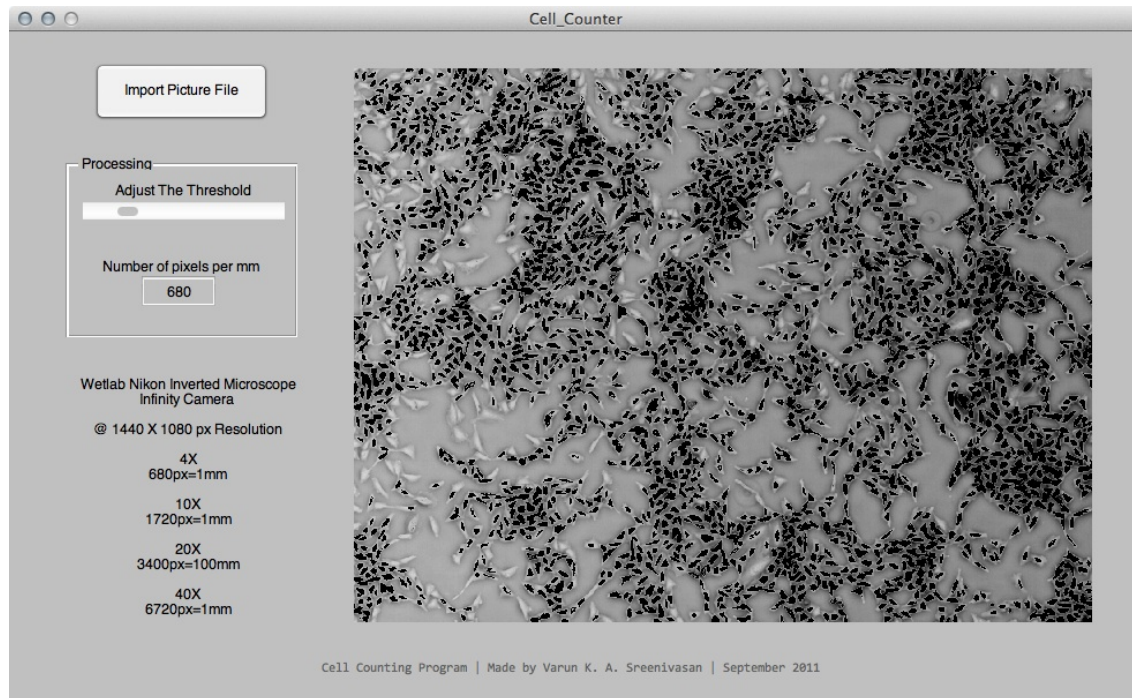 Cell_Counter
Import Picture File
Processing
Adjust The Threshold
Number of pixels per mm
680
Wetlab Nikon Inverted Microscope
Infinity Camera
@ 1440 X 1080 px Resolution
4X
680px=1mm
10X
1720px=1mm
20X
3400px=100mm
40X
6720px=1mm
Cell Counting Program | Made by Varun K. A. Sreenivasan | September 2011